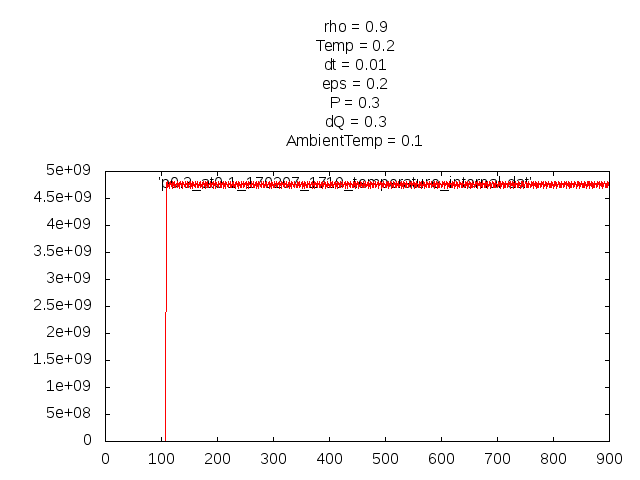 rho = 0.9
Temp = 0.2
dt = 0.01
eps = 0.2
P = 0.3
dQ = 0.3
AmbientTemp = 0.1
5e+09
4.5e+09
4e+09
3.5e+09
3e+09
2.5e+09
2e+09
1.5e+09
1e+09
5e+08
0
0 100 200 300 400 500 600 700 800 900